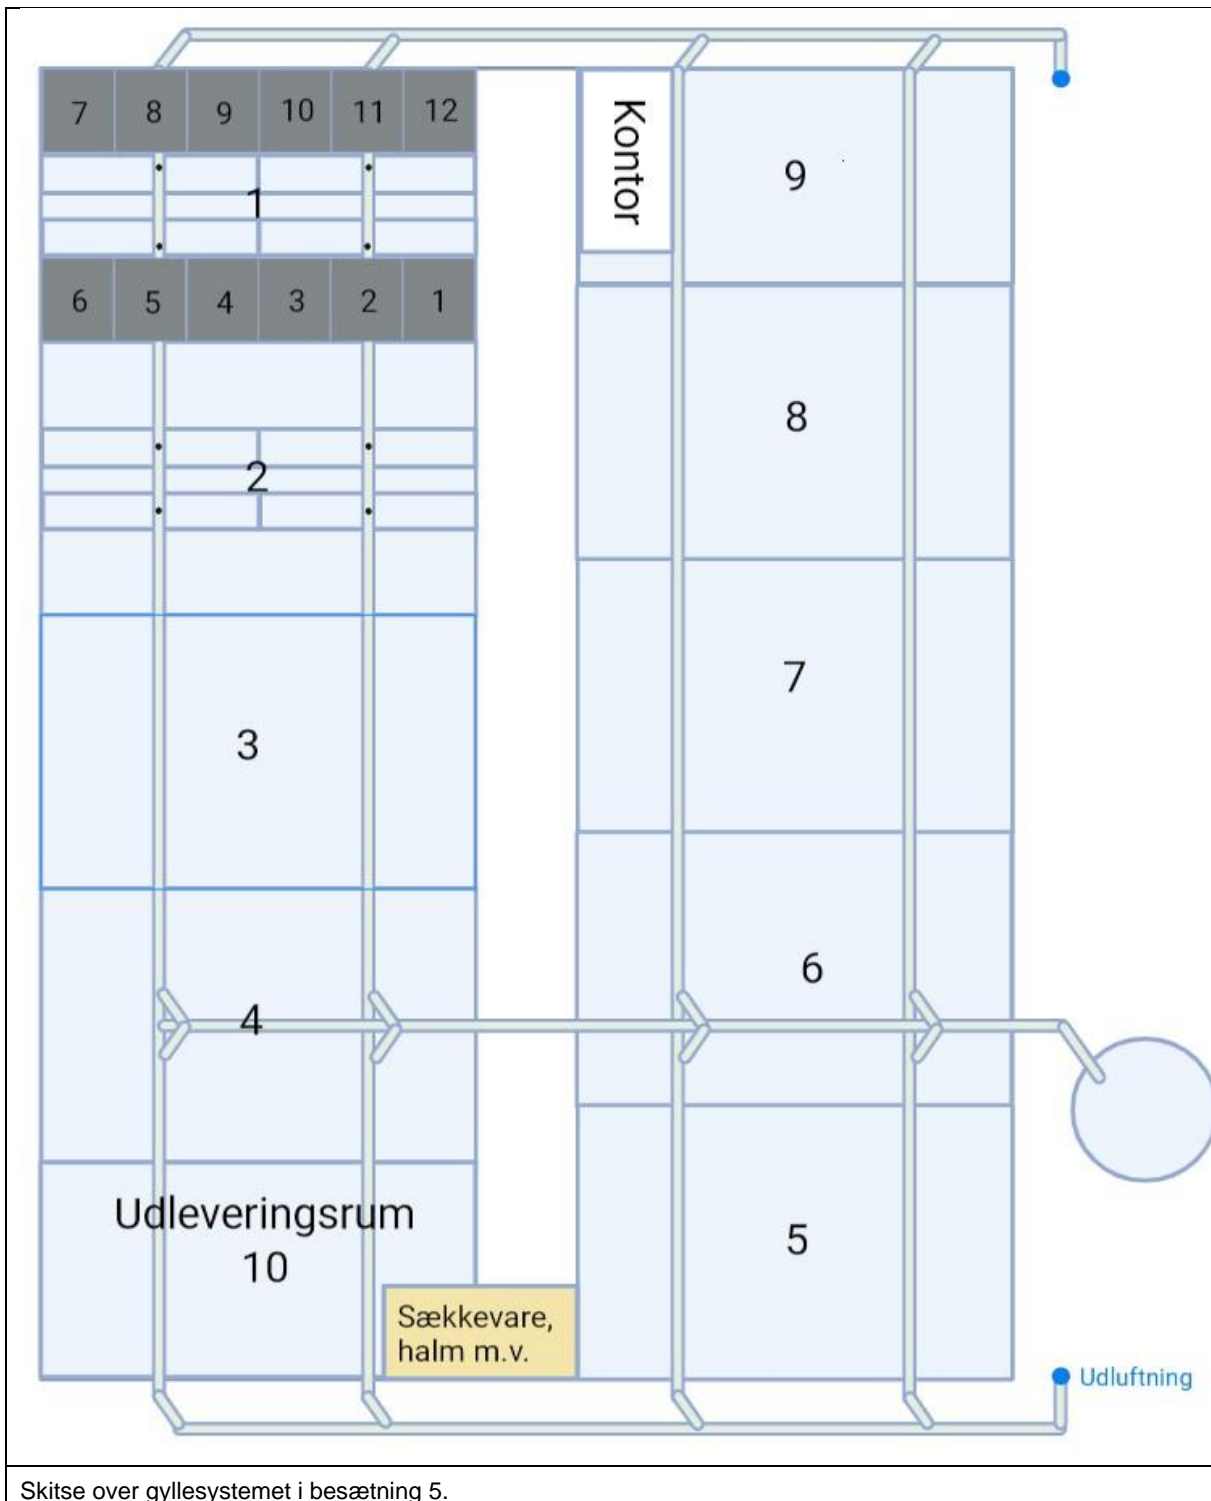 7 8 9 10 11 12
1
6 5 4 3 2 1
2
3
4
Udleveringsrum
10
Sækkevare,
halm m.v.
Kontor
9
8
7
6
5
Udluftning
Skitse over gyllesystemet i besætning 5.